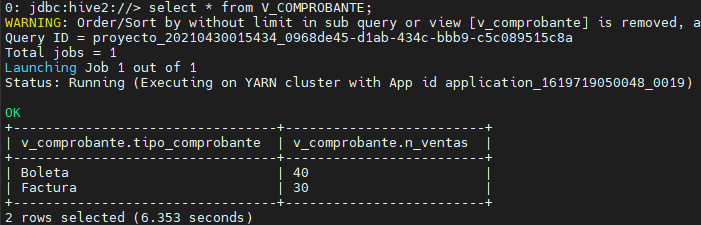 0: jdbc:hive2://> select * from V_COMPROBANTE;
WARNING: Order/Sort by without limit in sub query or view [v_comprobante] is removed, a
Query ID = proyecto_20210430015434_0968de45-d1ab-434c-bbb9-c5c089515c8a
Total jobs = 1
Launching Job 1 out of 1
Status: Running (Executing on YARN cluster with App id application_1619719050048_0019)
OK
+---------------------------------+-------------------------+
| v_comprobante.tipo_comprobante  | v_comprobante.n_ventas  |
+---------------------------------+-------------------------+
| Boleta                          | 40                      |
| Factura                         | 30                      |
+---------------------------------+-------------------------+
2 rows selected (6.353 seconds)